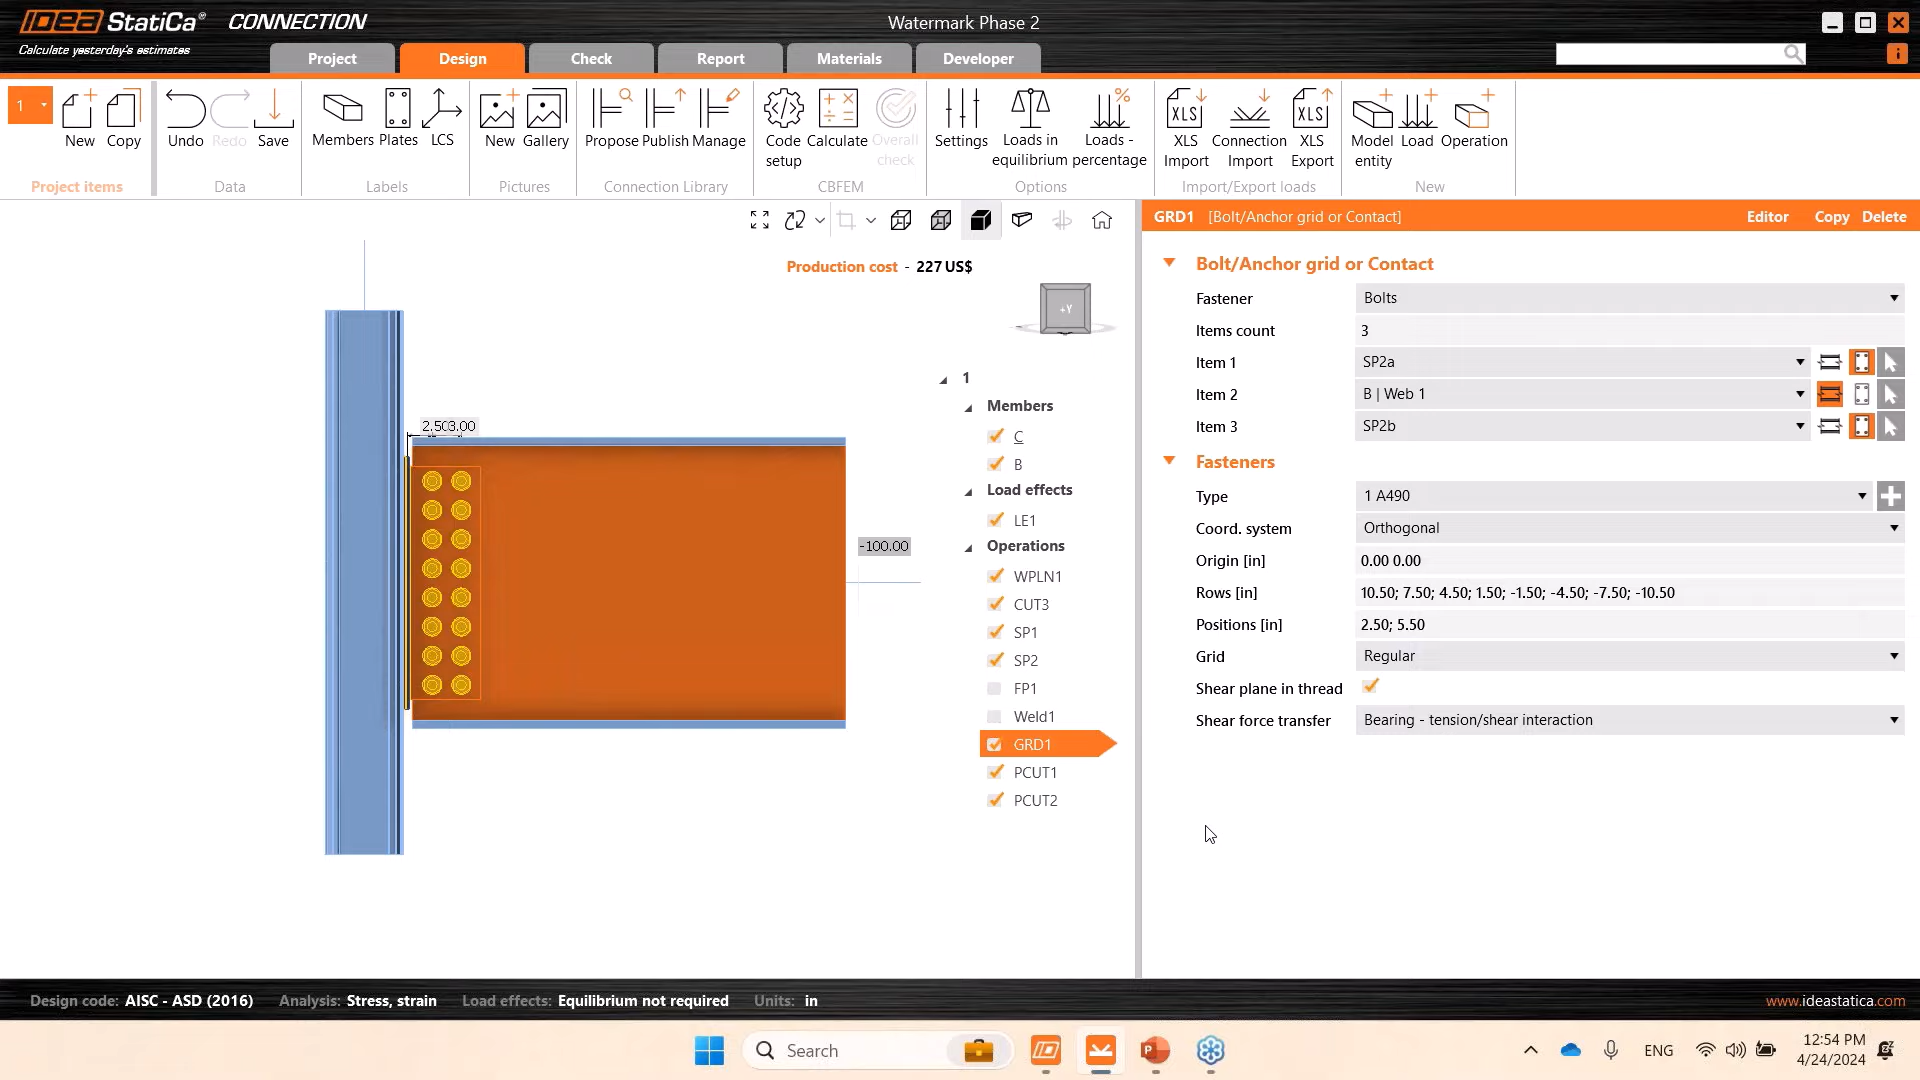 IDEA StatiCa® CONNECTION
Calculate yesterday's estimates
Watermark Phase 2
Project
Design
Check
Report
Materials
Developer
1
New
Copy
Undo
Redo
Save
Members
Plates
LCS
New
Gallery
Propose
Publish
Manage
Code setup
Calculate
Overall check
Settings
Loads in equilibrium
Loads - percentage
XLS Import
Connection Import
XLS Export
Model entity
Load
Operation
Project items
Data
Labels
Pictures
Connection Library
CBFEM
Options
Import/Export loads
New
Production cost - 227 US$
+Y
2.50
3.00
-100.00
1
Members
C
B
Load effects
LE1
Operations
WPLN1
CUT3
SP1
SP2
FP1
Weld1
GRD1
PCUT1
PCUT2
GRD1 [Bolt/Anchor grid or Contact]
Editor
Copy
Delete
Bolt/Anchor grid or Contact
Fastener Bolts
Items count 3
Item 1 SP2a
Item 2 B | Web 1
Item 3 SP2b
Fasteners
Type 1 A490
Coord. system Orthogonal
Origin [in] 0.00 0.00
Rows [in] 10.50; 7.50; 4.50; 1.50; -1.50; -4.50; -7.50; -10.50
Positions [in] 2.50; 5.50
Grid Regular
Shear plane in thread
Shear force transfer Bearing - tension/shear interaction
Design code: AISC - ASD (2016) Analysis: Stress, strain Load effects: Equilibrium not required Units: in
www.ideastatica.com
Search
ENG
12:54 PM
4/24/2024